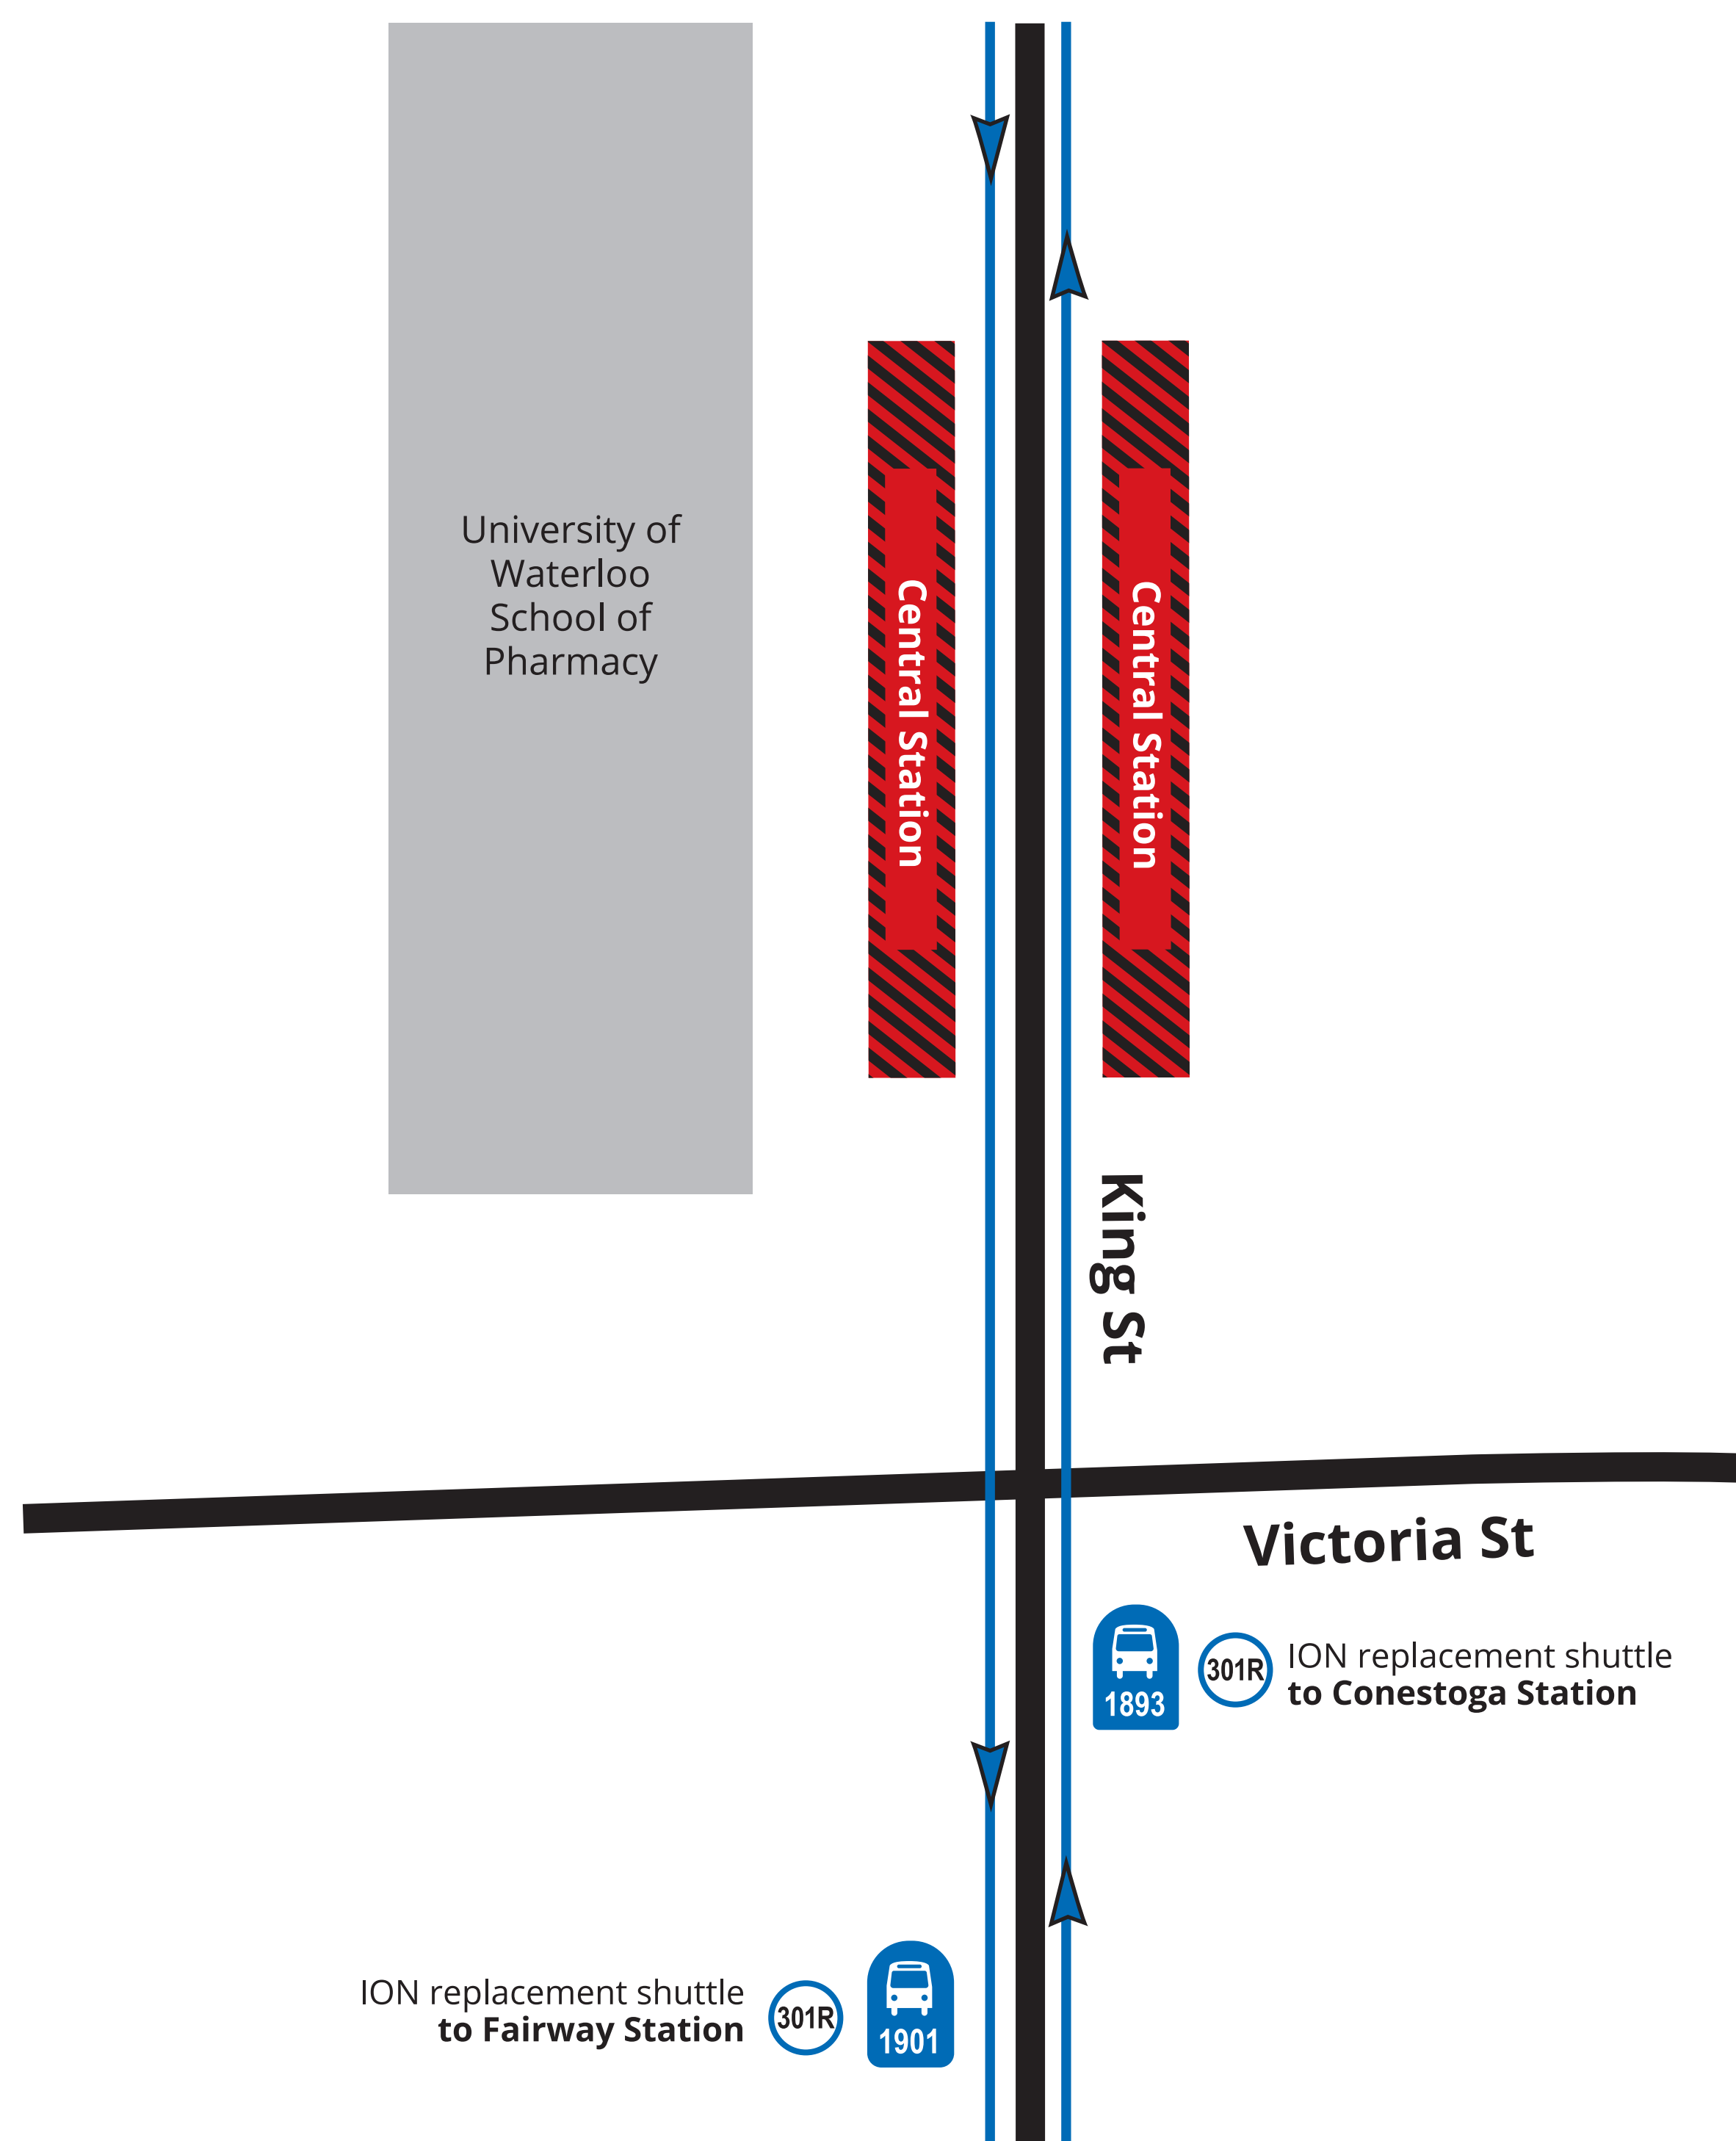 University of
Waterloo
School of
Pharmacy
Central Station
Central Station
King St
Victoria St
1893
301R
ION replacement shuttle
to Conestoga Station
ION replacement shuttle
to Fairway Station
301R
1901